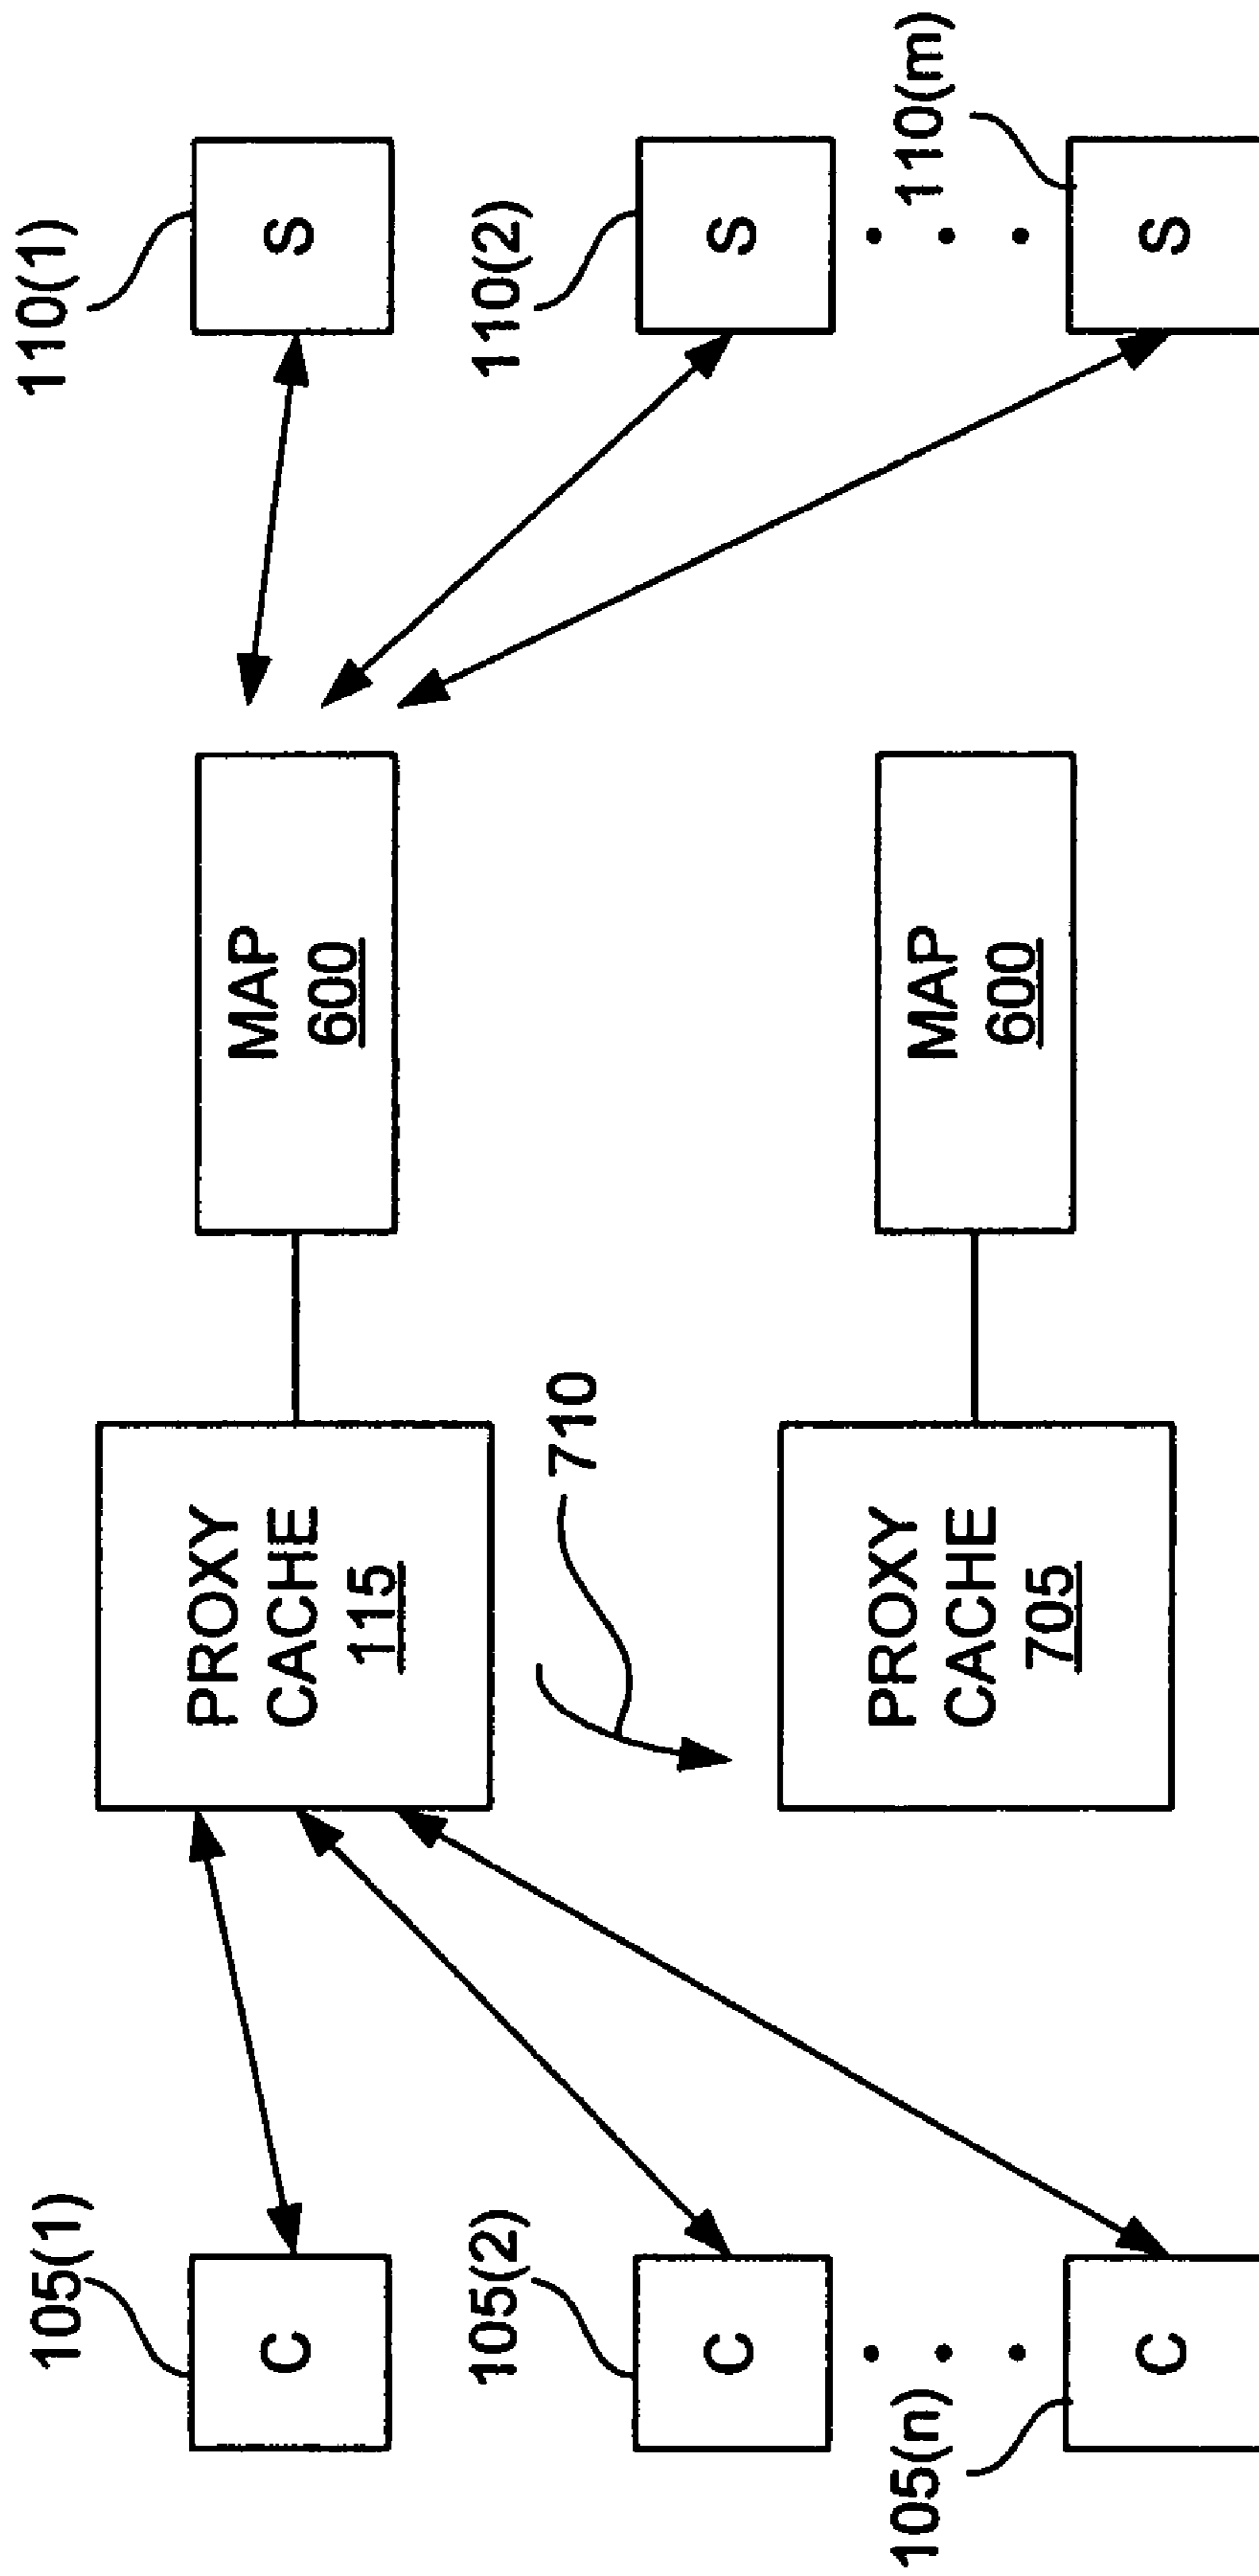 105(1)
C
105(2)
C
105(n)
C
PROXY
CACHE
115
710
PROXY
CACHE
705
MAP
600
MAP
600
110(1)
S
110(2)
S
110(m)
S